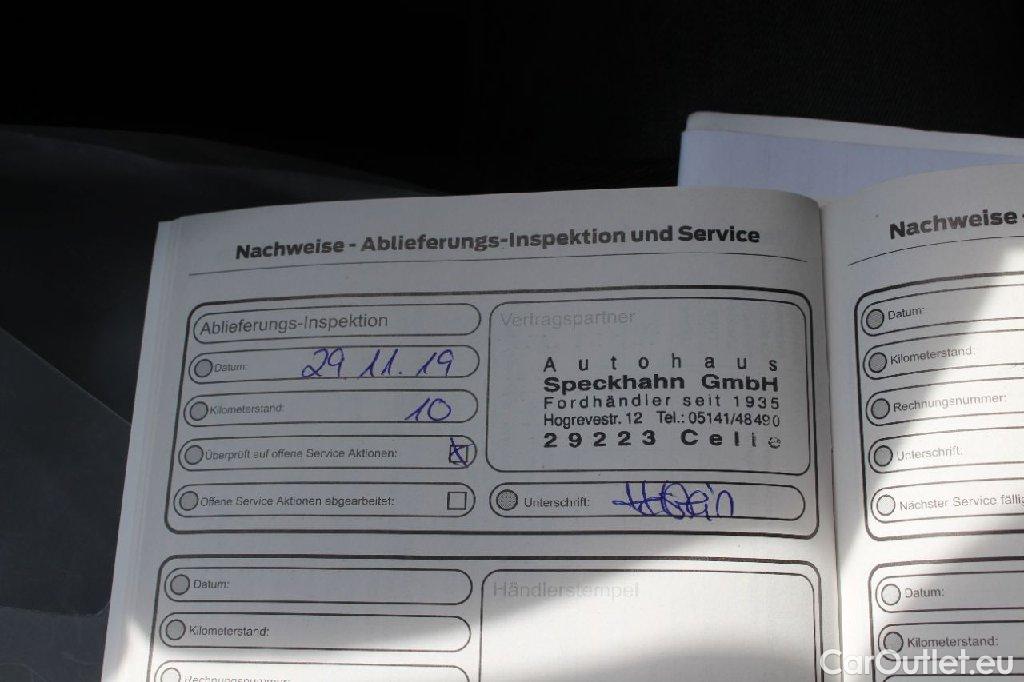 Nachweise - Ablieferungs-Inspektion und Service
Ablieferungs-Inspektion
Datum: 29.11.19
Kilometerstand: 10
Überprüft auf offene Service Aktionen:
Offene Service Aktionen abgearbeitet:
Vertragspartner
Autohaus
Speckhahn GmbH
Fordhändler seit 1935
Hogrevestr. 12 Tel.: 05141/48490
29223 Celle
Unterschrift:
Datum:
Kilometerstand:
Rechnungsnummer:
Händlerstempel
Nachweise -
Datum:
Kilometerstand:
Rechnungsnummer:
Unterschrift:
Nächster Service fällig
Datum:
Kilometerstand:
CarOutlet.eu